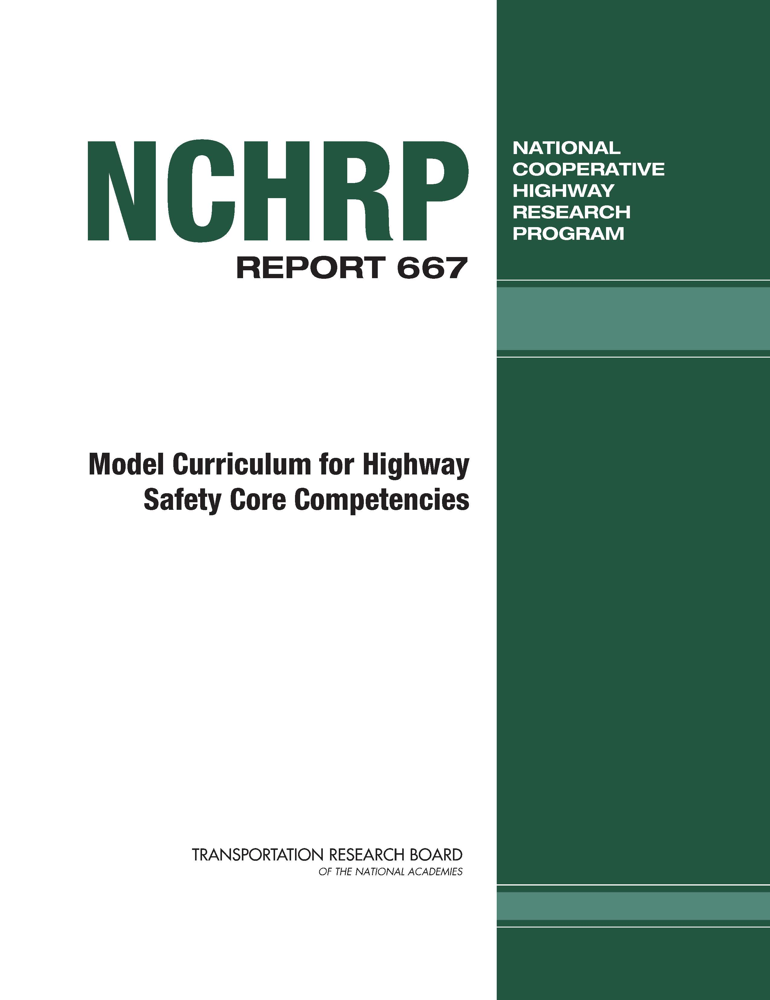 NCHRP
REPORT 667
NATIONAL
COOPERATIVE
HIGHWAY
RESEARCH
PROGRAM
Model Curriculum for Highway
Safety Core Competencies
TRANSPORTATION RESEARCH BOARD
OF THE NATIONAL ACADEMIES